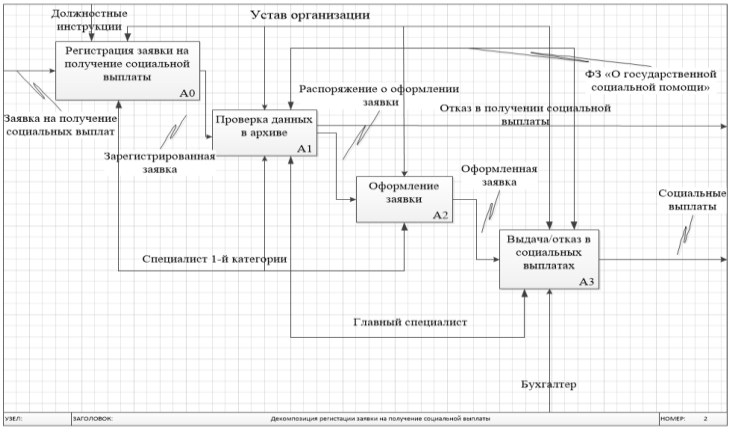 Должностные
инструкции
Устав организации
Регистрация заявки на
получение социальной
выплаты
A0
ФЗ «О государственной
социальной помощи»
Распоряжение о оформлении
заявки
Отказ в получении социальной
выплаты
Заявка на получение
социальных выплат
Проверка данных
в архиве
A1
Зарегистрированная
заявка
Оформленная
заявка
Оформление
заявки
A2
Социальные
выплаты
Выдача/отказ в
социальных
выплатах
A3
Специалист 1-й категории
Главный специалист
Бухгалтер
УЗЕЛ: ЗАГОЛОВОК: Декомпозиция регистации заявки на получение социальной выплаты НОМЕР: 2